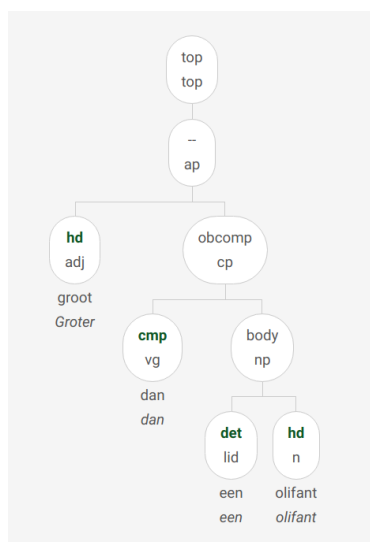 top
top
--
ap
hd
adj
groot
Groter
obcomp
cp
cmp
vg
dan
dan
body
np
det
lid
een
een
hd
n
olifant
olifant